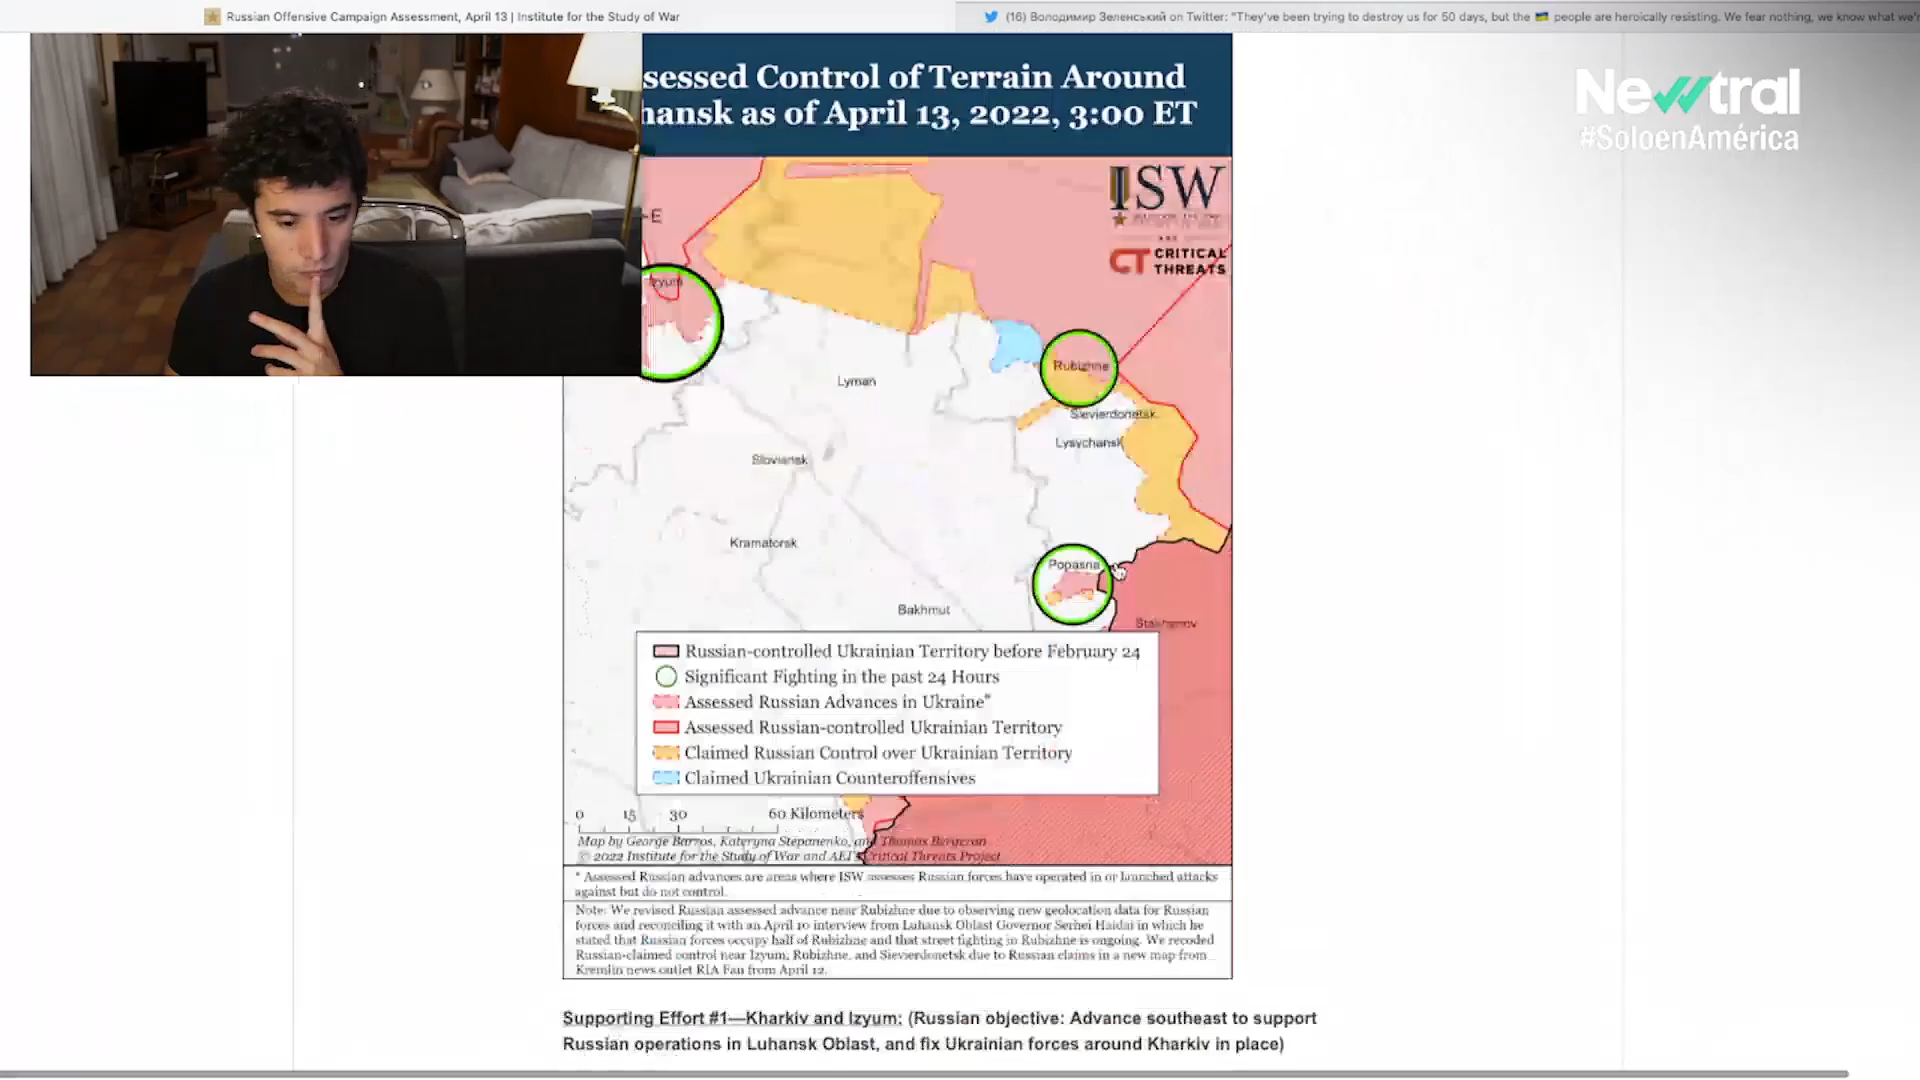 Russian Offensive Campaign Assessment, April 13 | Institute for the Study of War
(16) Володимир Зеленський on Twitter: "They've been trying to destroy us for 50 days, but the 🇺🇦 people are heroically resisting. We fear nothing, we know what we'r
Newtral
#SoloenAmérica
sessed Control of Terrain Around
hansk as of April 13, 2022, 3:00 ET
ISW
CT CRITICAL
THREATS
-E
Izyum
Rubizhne
Lyman
Sievierdonetsk
Lysychansk
Sloviansk
Kramatorsk
Popasna
Bakhmut
Stakhanov
Russian-controlled Ukrainian Territory before February 24
Significant Fighting in the past 24 Hours
Assessed Russian Advances in Ukraine*
Assessed Russian-controlled Ukrainian Territory
Claimed Russian Control over Ukrainian Territory
Claimed Ukrainian Counteroffensives
0 15 30 60 Kilometers
Map by George Barros, Kateryna Stepanenko, and Thomas Bergeron
© 2022 Institute for the Study of War and AEI's Critical Threats Project
* Assessed Russian advances are areas where ISW assesses Russian forces have operated in or launched attacks
against but do not control.
Note: We revised Russian assessed advance near Rubizhne due to observing new geolocation data for Russian
forces and reconciling it with an April 10 interview from Luhansk Oblast Governor Serhei Haidai in which he
stated that Russian forces occupy half of Rubizhne and that street fighting in Rubizhne is ongoing. We recoded
Russian-claimed control near Izyum, Rubizhne, and Sievierdonetsk due to Russian claims in a new map from
Kremlin news outlet RIA Fan from April 12.
Supporting Effort #1—Kharkiv and Izyum: (Russian objective: Advance southeast to support
Russian operations in Luhansk Oblast, and fix Ukrainian forces around Kharkiv in place)